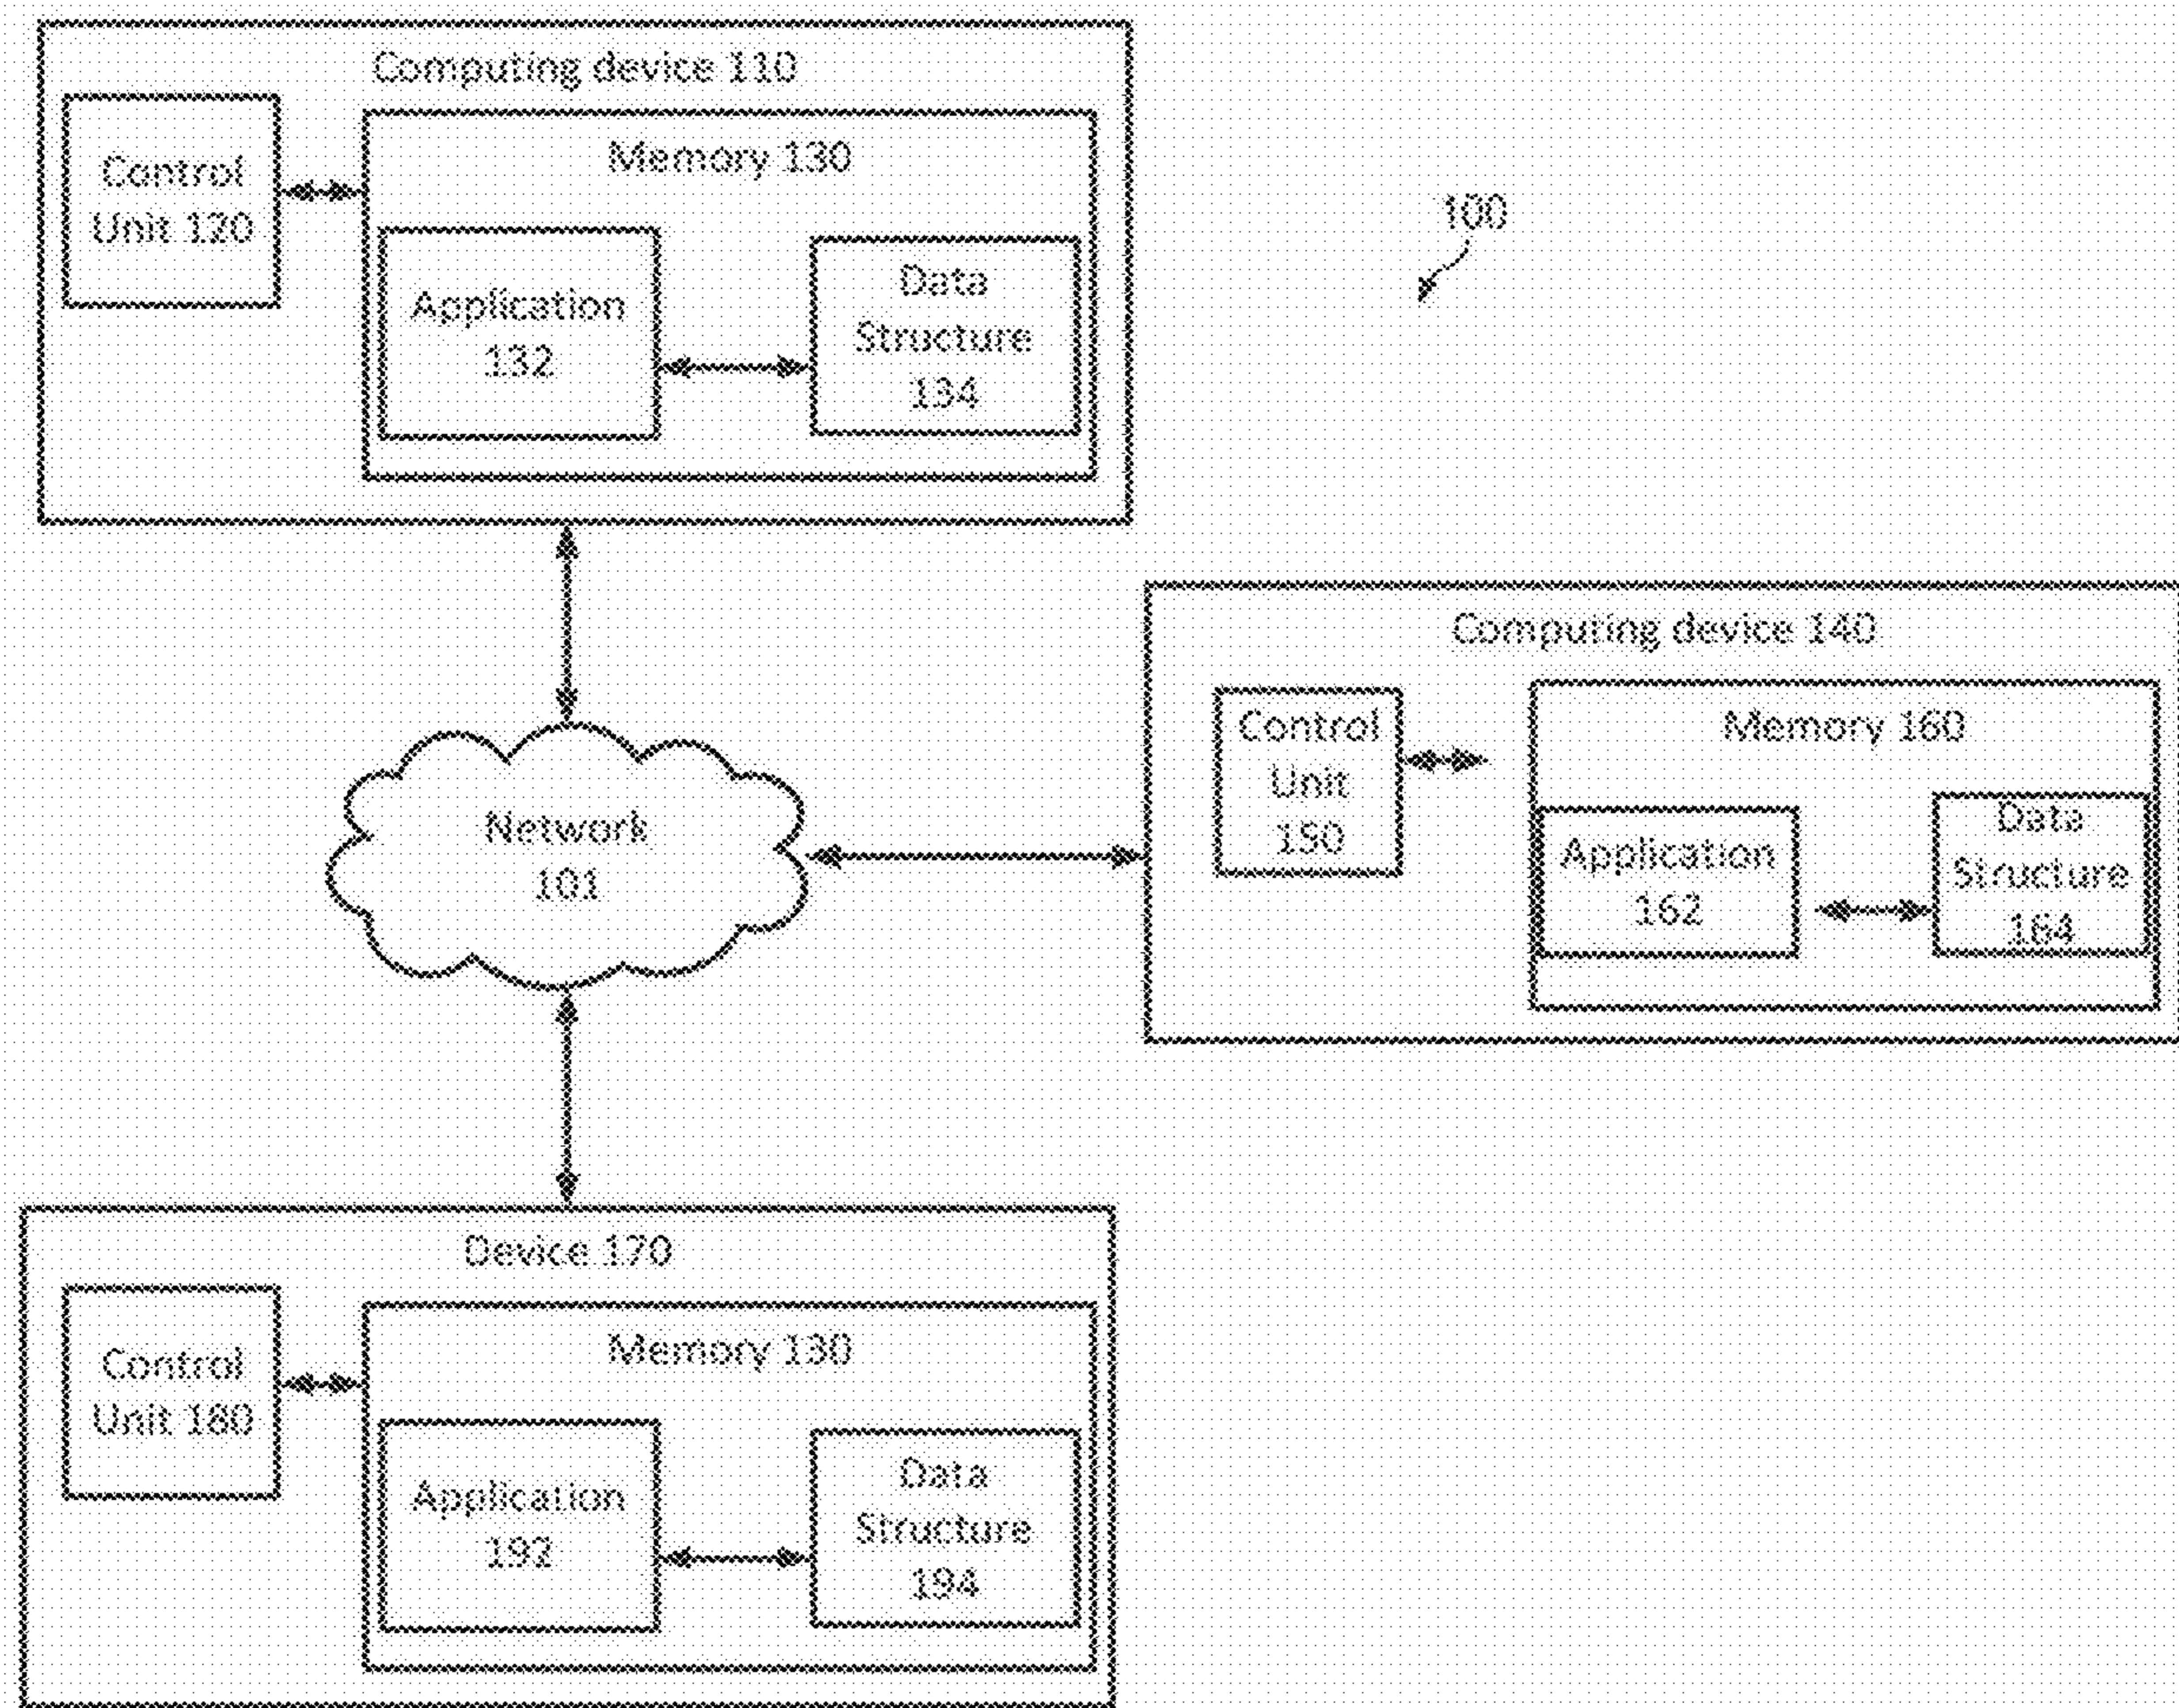 Computing device 110
Control
Unit 120
Memory 130
Application
132
Data
Structure
134
100
Network
101
Computing device 140
Control
Unit
150
Memory 160
Application
162
Data
Structure
164
Device 170
Control
Unit 180
Memory 130
Application
192
Data
Structure
194